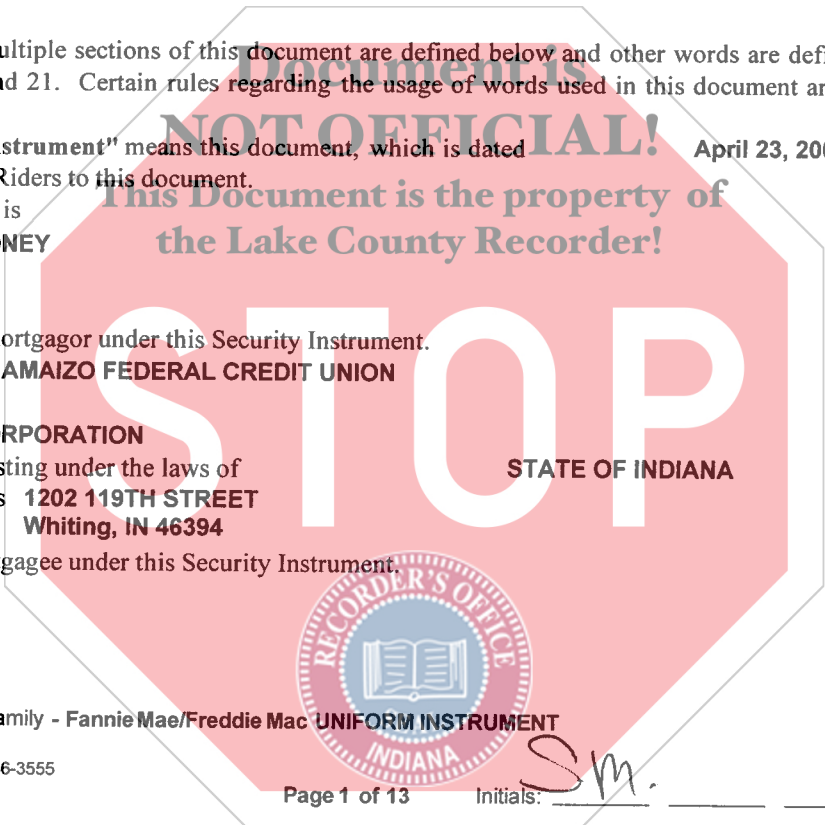 ultiple sections of this document are defined below and other words are defi
d 21. Certain rules regarding the usage of words used in this document ar
Document is
NOT OFFICIAL!
This Document is the property of
the Lake County Recorder!
strument" means this document, which is dated April 23, 200
Riders to this document.
is
NEY
STOP
ortgagor under this Security Instrument.
AMAIZO FEDERAL CREDIT UNION
RPORATION
sting under the laws of STATE OF INDIANA
s 1202 119TH STREET
Whiting, IN 46394
gagee under this Security Instrument.
RECORDER'S OFFICE
INDIANA
amily - Fannie Mae/Freddie Mac UNIFORM INSTRUMENT
6-3555
Page 1 of 13 Initials: SM.